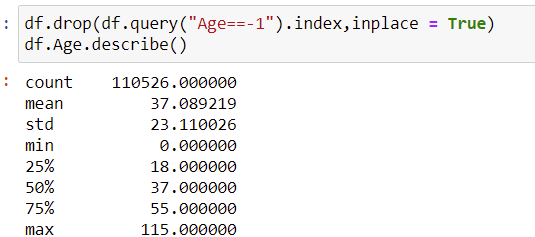 : df.drop(df.query("Age==-1").index,inplace = True)
df.Age.describe()
: count 110526.000000
mean 37.089219
std 23.110026
min 0.000000
25% 18.000000
50% 37.000000
75% 55.000000
max 115.000000